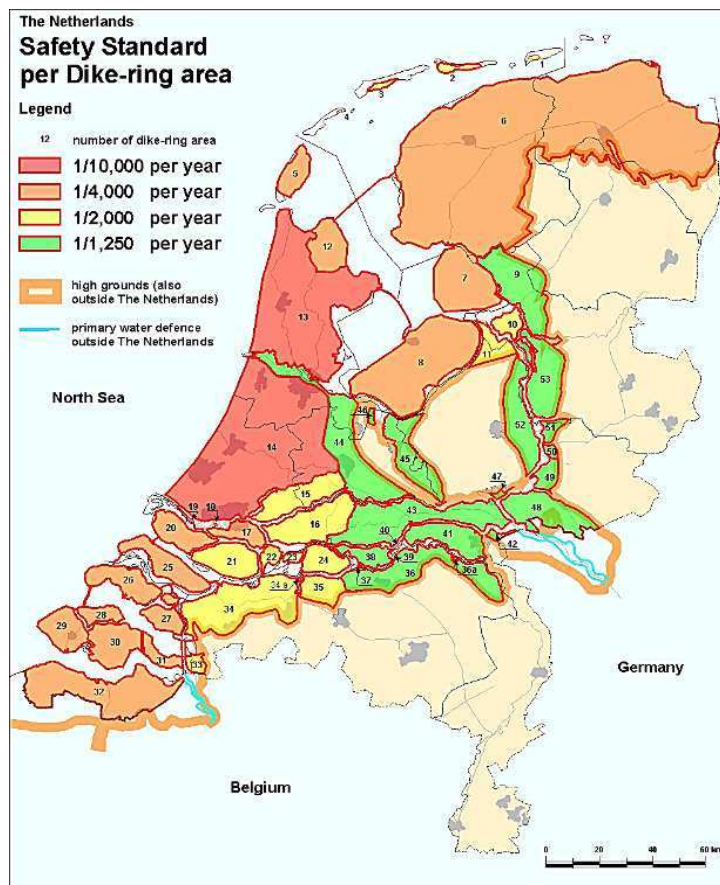 The Netherlands
Safety Standard
per Dike-ring area
Legend
12 number of dike-ring area
1/10,000 per year
1/4,000 per year
1/2,000 per year
1/1,250 per year
high grounds (also
outside The Netherlands)
primary water defence
outside The Netherlands
1
2
3
4
5
6
12
7
9
13
10
11
8
53
North Sea
46
52
51
14
44
45
50
49
47
15
19
48
20
17
16
43
40
41
42
21
22
23
24
38
39
25
26
37
36
36a
34 a
35
34
27
28
29
30
31
33
32
Germany
Belgium
0 20 40 60 km